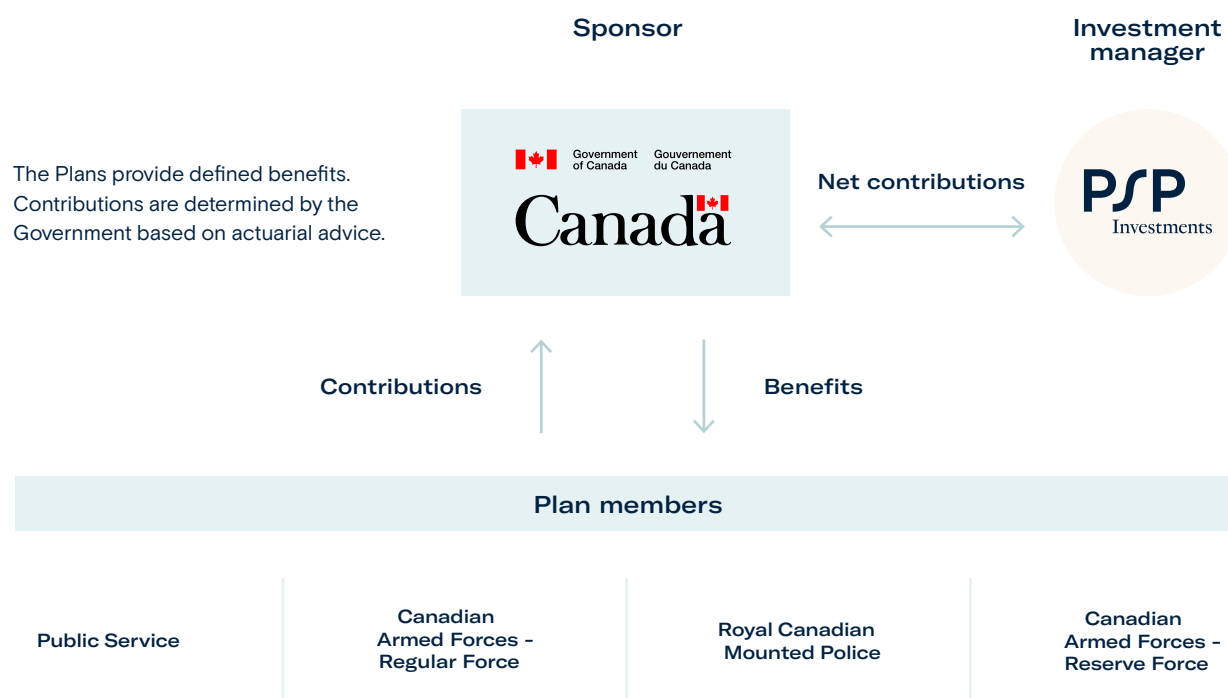 Sponsor
Investment
manager
The Plans provide defined benefits.
Contributions are determined by the
Government based on actuarial advice.
Government
of Canada
Gouvernement
du Canada
Canada
Net contributions
PSP
Investments
Contributions
Benefits
Plan members
Public Service
Canadian
Armed Forces -
Regular Force
Royal Canadian
Mounted Police
Canadian
Armed Forces -
Reserve Force